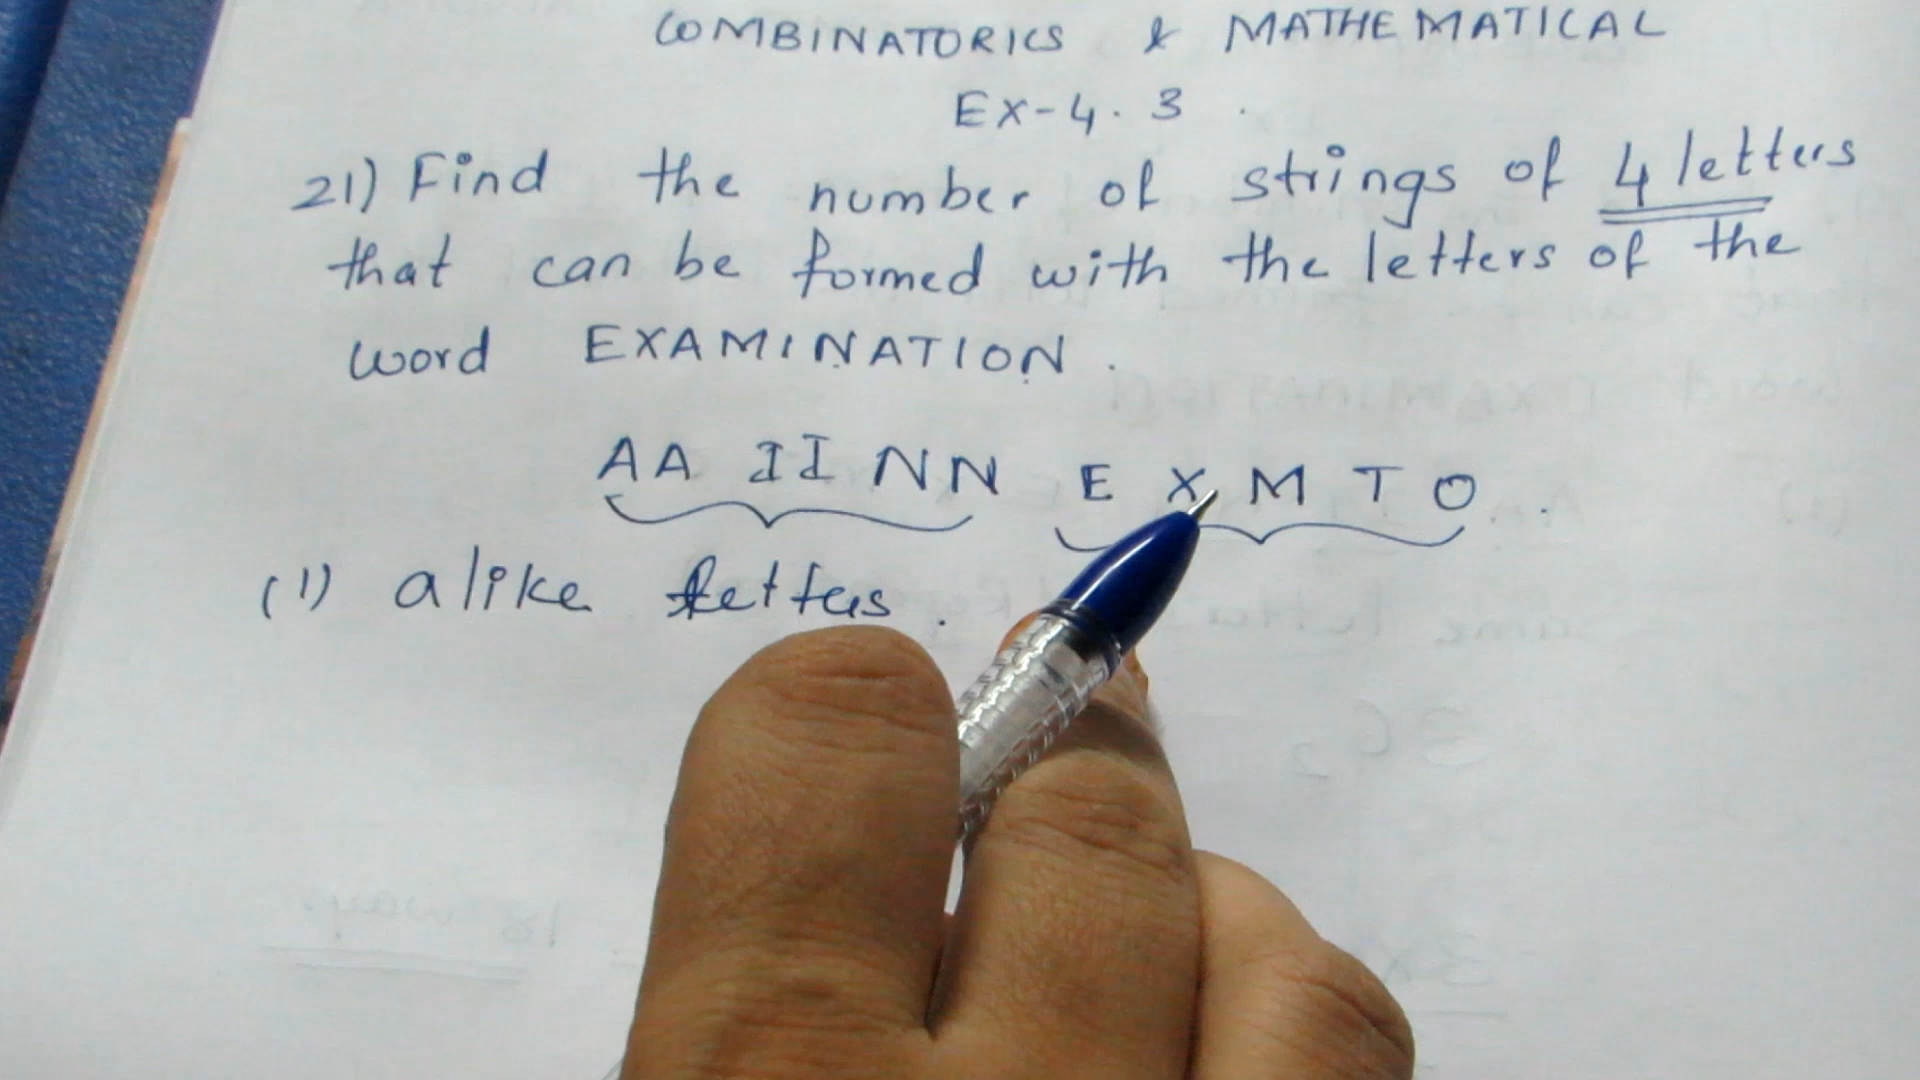 COMBINATORICS & MATHEMATICAL
EX-4.3.
21) Find the number of strings of 4 letters
that can be formed with the letters of the
word EXAMINATION.
AA II NN E X M T O.
(1) alike letters.